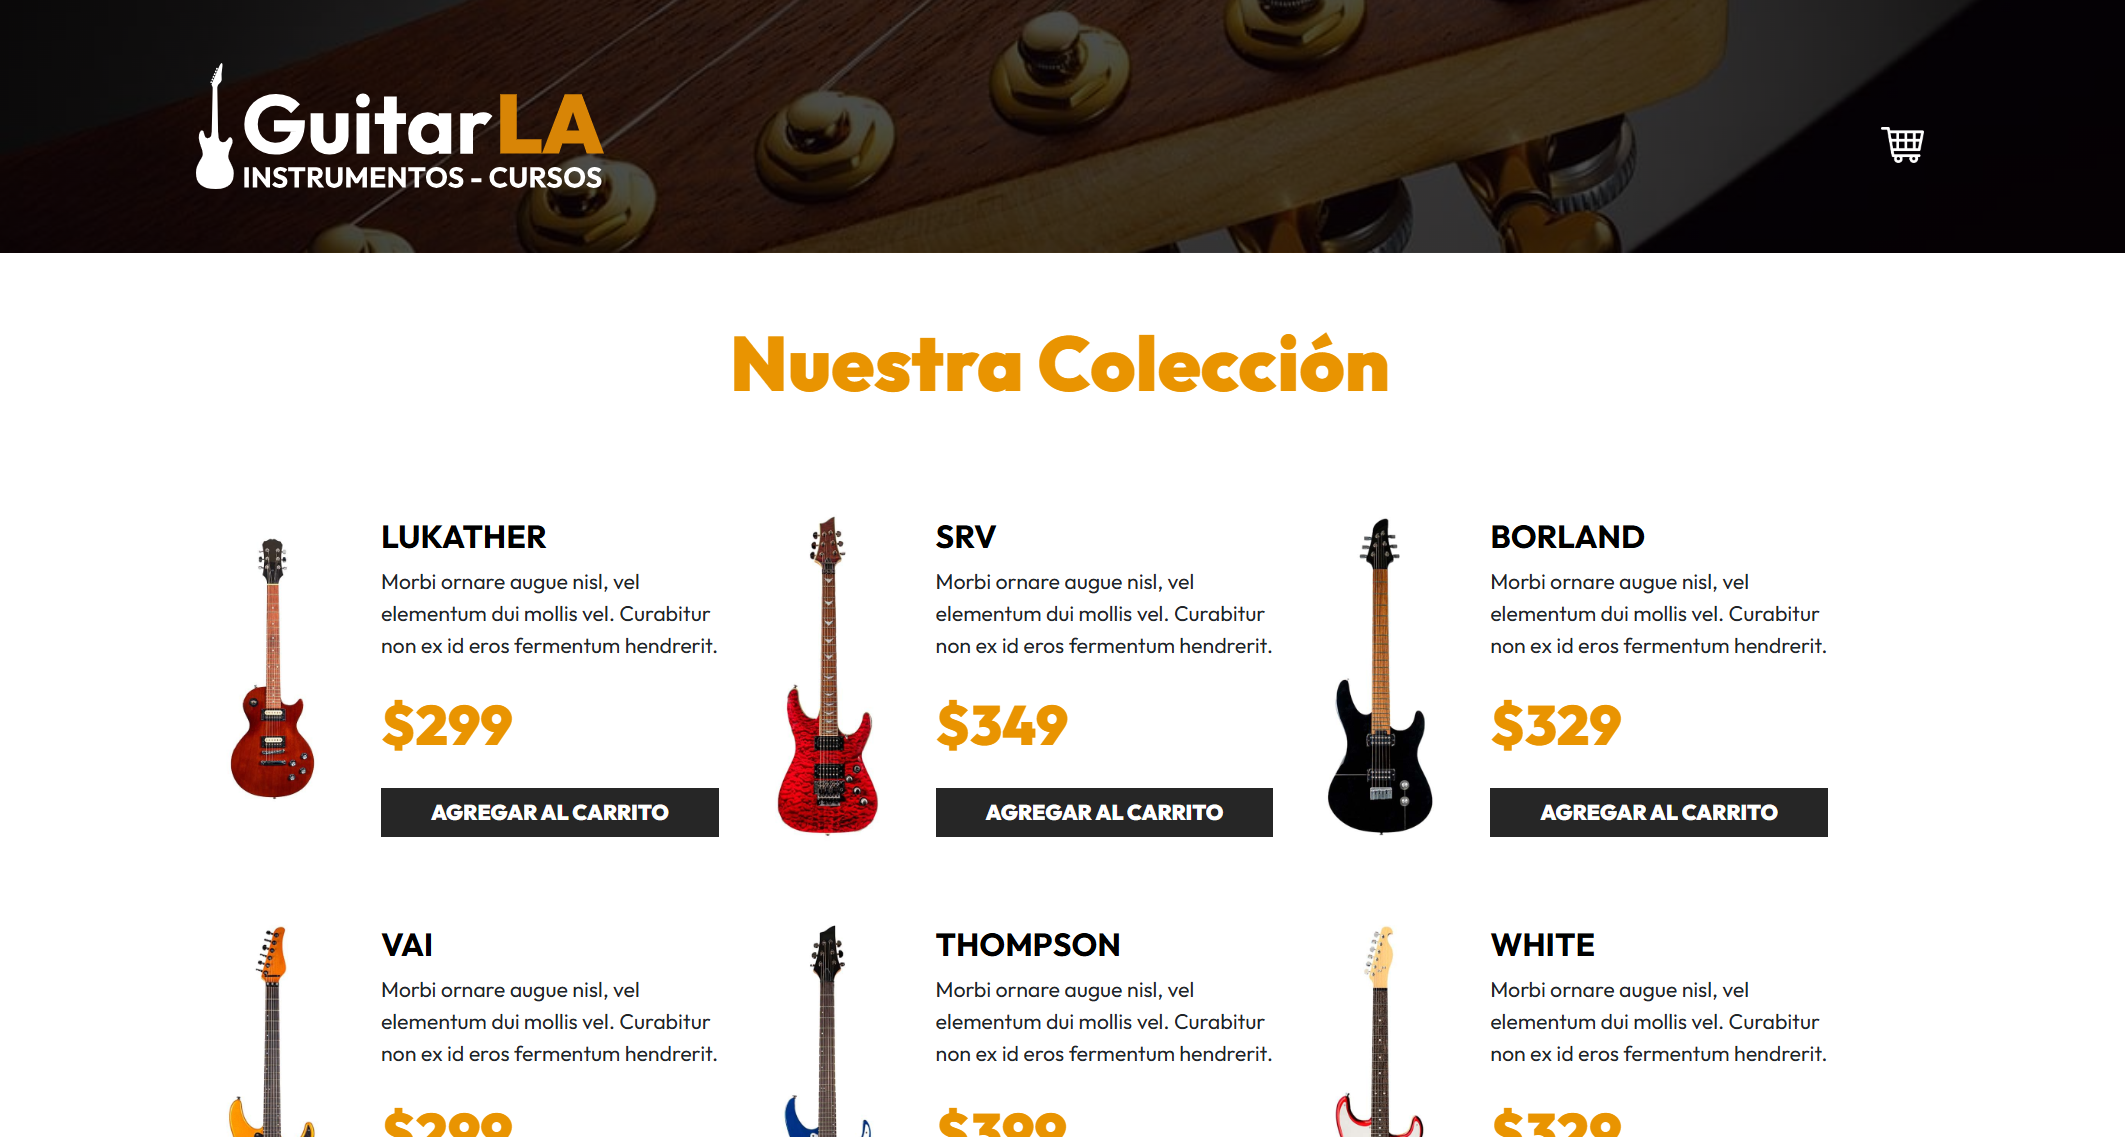 GuitarLA
INSTRUMENTOS - CURSOS
Nuestra Colección
LUKATHER
Morbi ornare augue nisl, vel
elementum dui mollis vel. Curabitur
non ex id eros fermentum hendrerit.
$299
AGREGAR AL CARRITO
SRV
Morbi ornare augue nisl, vel
elementum dui mollis vel. Curabitur
non ex id eros fermentum hendrerit.
$349
AGREGAR AL CARRITO
BORLAND
Morbi ornare augue nisl, vel
elementum dui mollis vel. Curabitur
non ex id eros fermentum hendrerit.
$329
AGREGAR AL CARRITO
VAI
Morbi ornare augue nisl, vel
elementum dui mollis vel. Curabitur
non ex id eros fermentum hendrerit.
$299
THOMPSON
Morbi ornare augue nisl, vel
elementum dui mollis vel. Curabitur
non ex id eros fermentum hendrerit.
$399
WHITE
Morbi ornare augue nisl, vel
elementum dui mollis vel. Curabitur
non ex id eros fermentum hendrerit.
$329